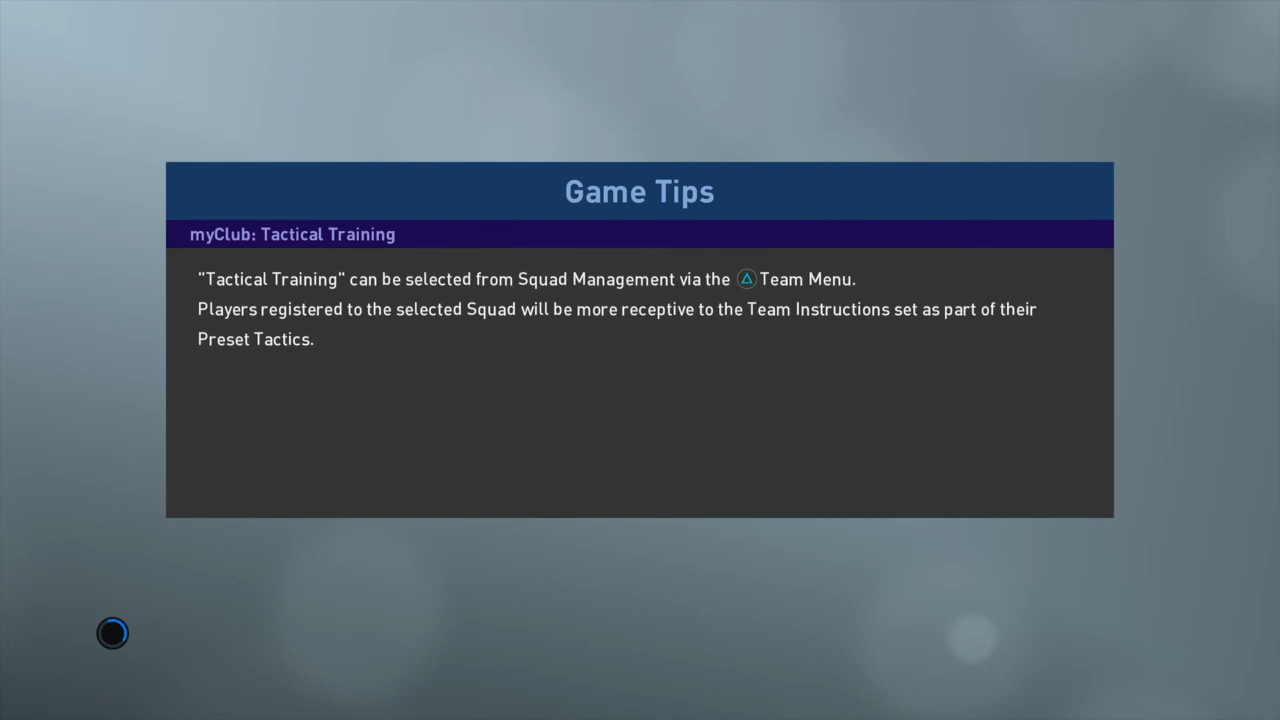 Game Tips
myClub: Tactical Training
"Tactical Training" can be selected from Squad Management via the △ Team Menu.
Players registered to the selected Squad will be more receptive to the Team Instructions set as part of their
Preset Tactics.